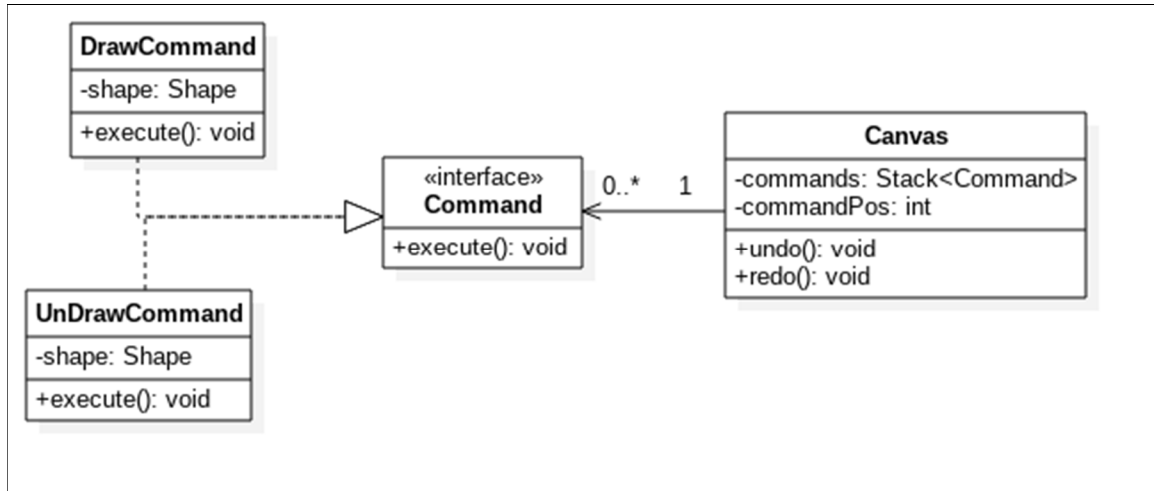 DrawCommand
-shape: Shape
+execute(): void
«interface»
Command
+execute(): void
0..* 1
Canvas
-commands: Stack<Command>
-commandPos: int
+undo(): void
+redo(): void
UnDrawCommand
-shape: Shape
+execute(): void